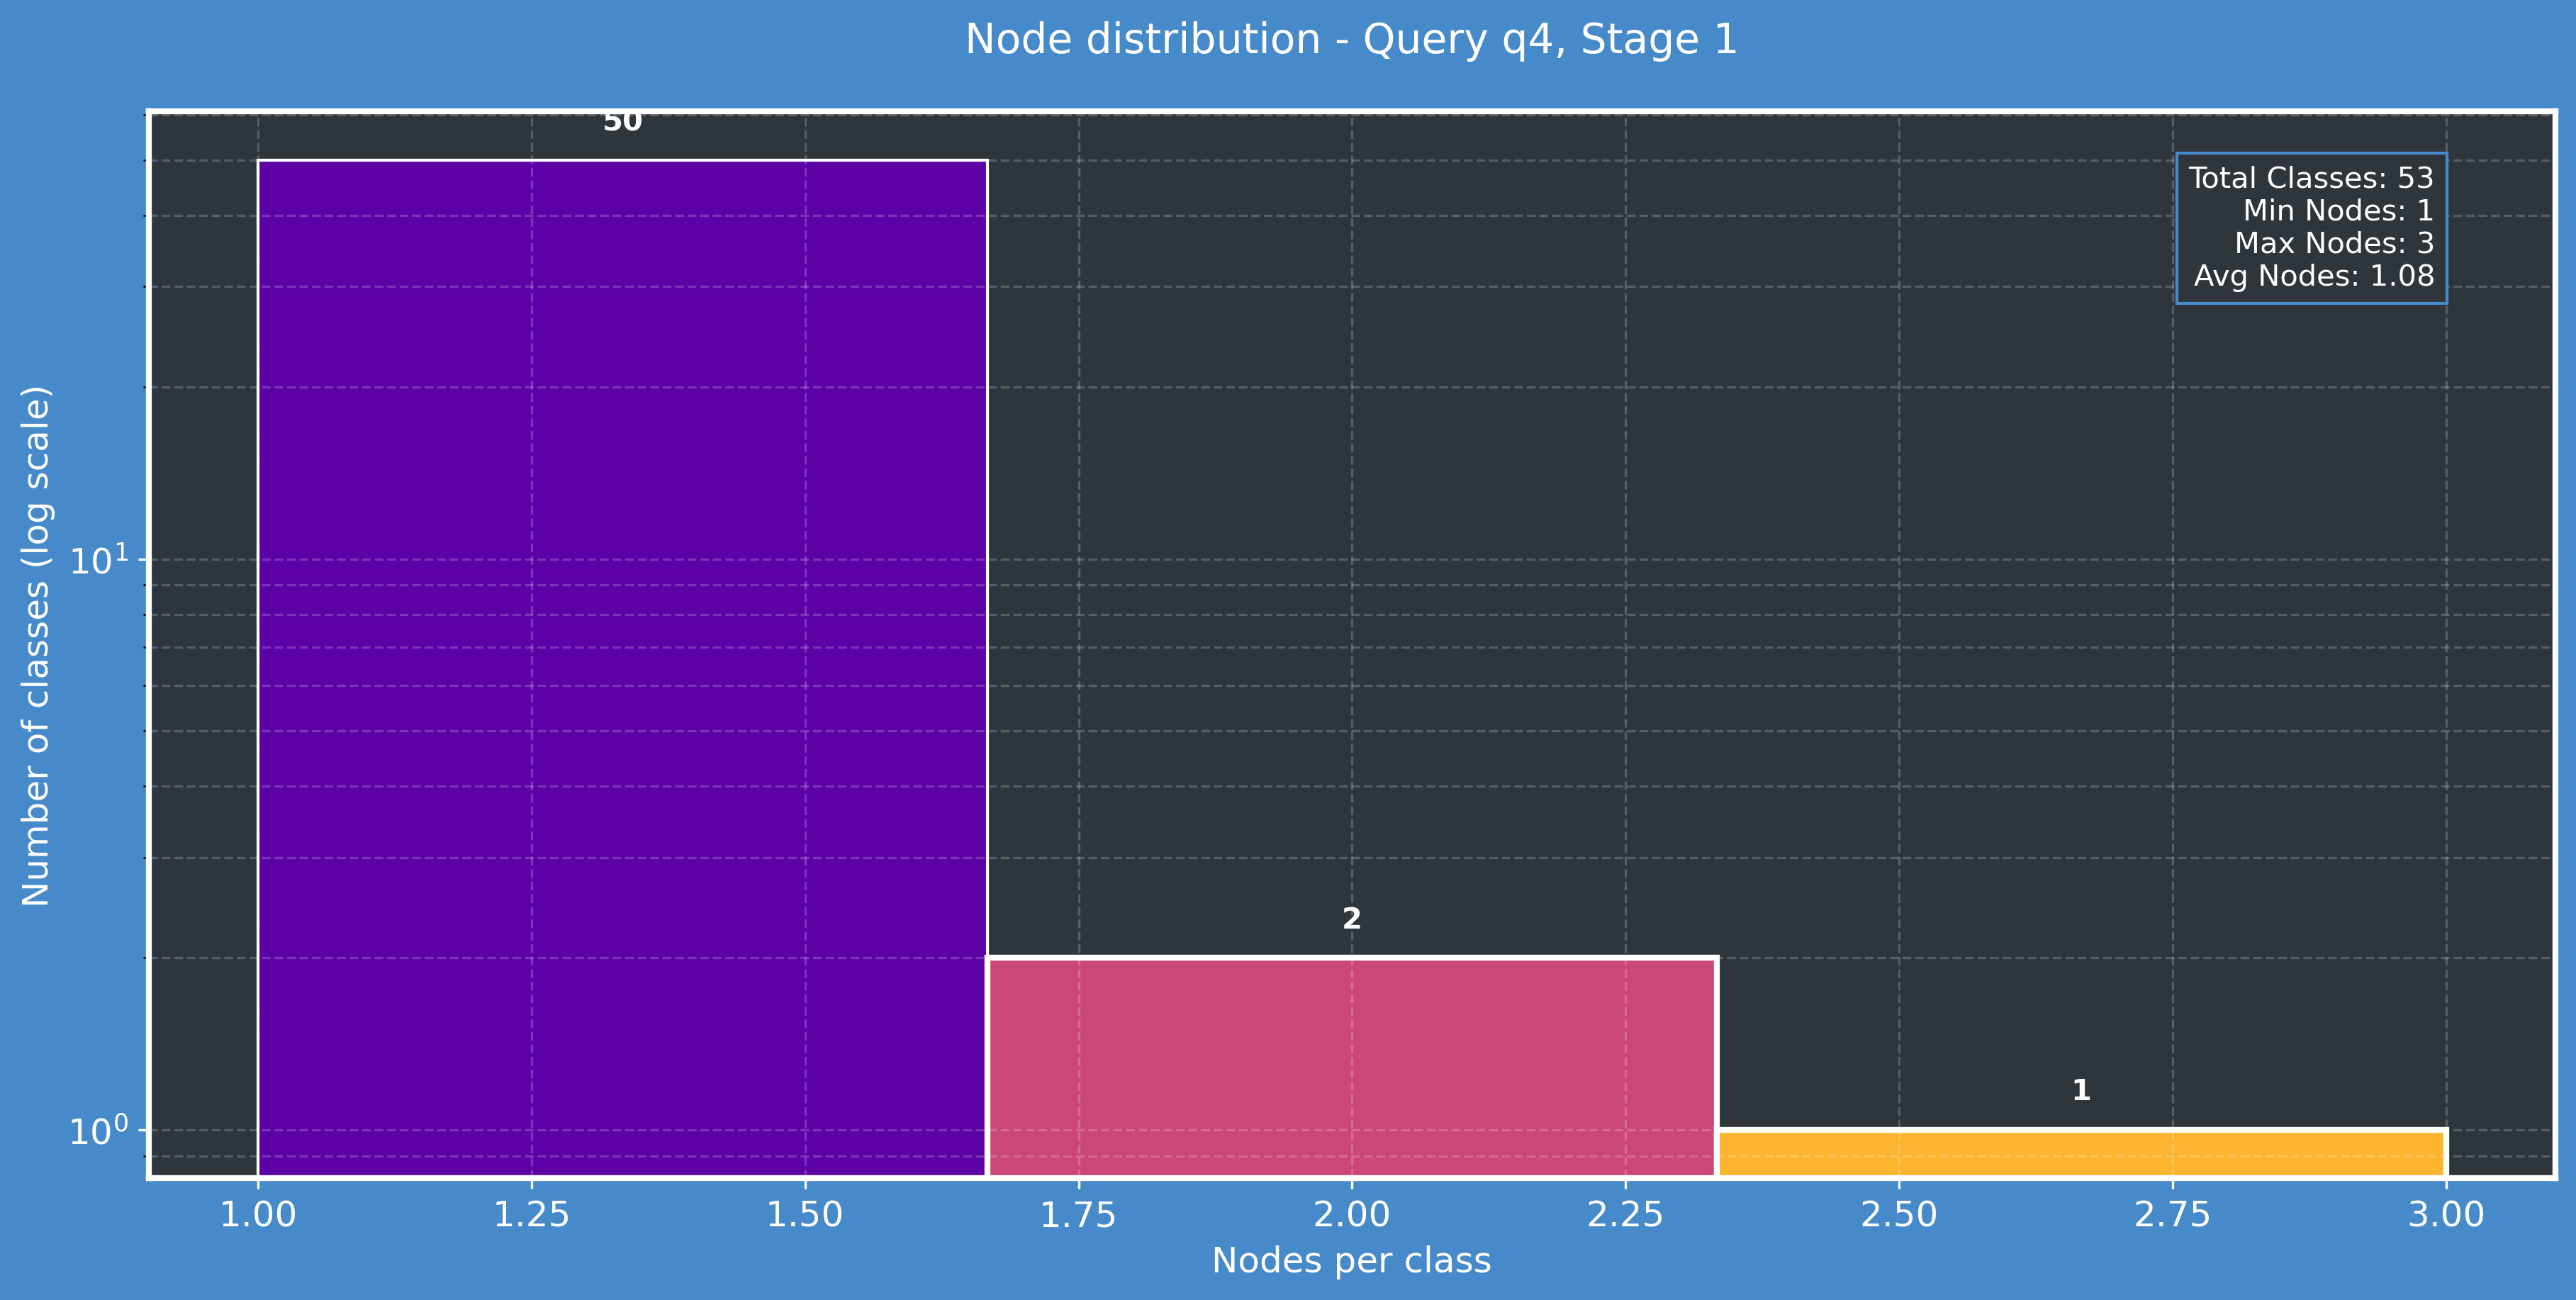 Node distribution - Query q4, Stage 1
50
Total Classes: 53
Min Nodes: 1
Max Nodes: 3
Avg Nodes: 1.08
Number of classes (log scale)
10¹
2
1
10⁰
1.00 1.25 1.50 1.75 2.00 2.25 2.50 2.75 3.00
Nodes per class